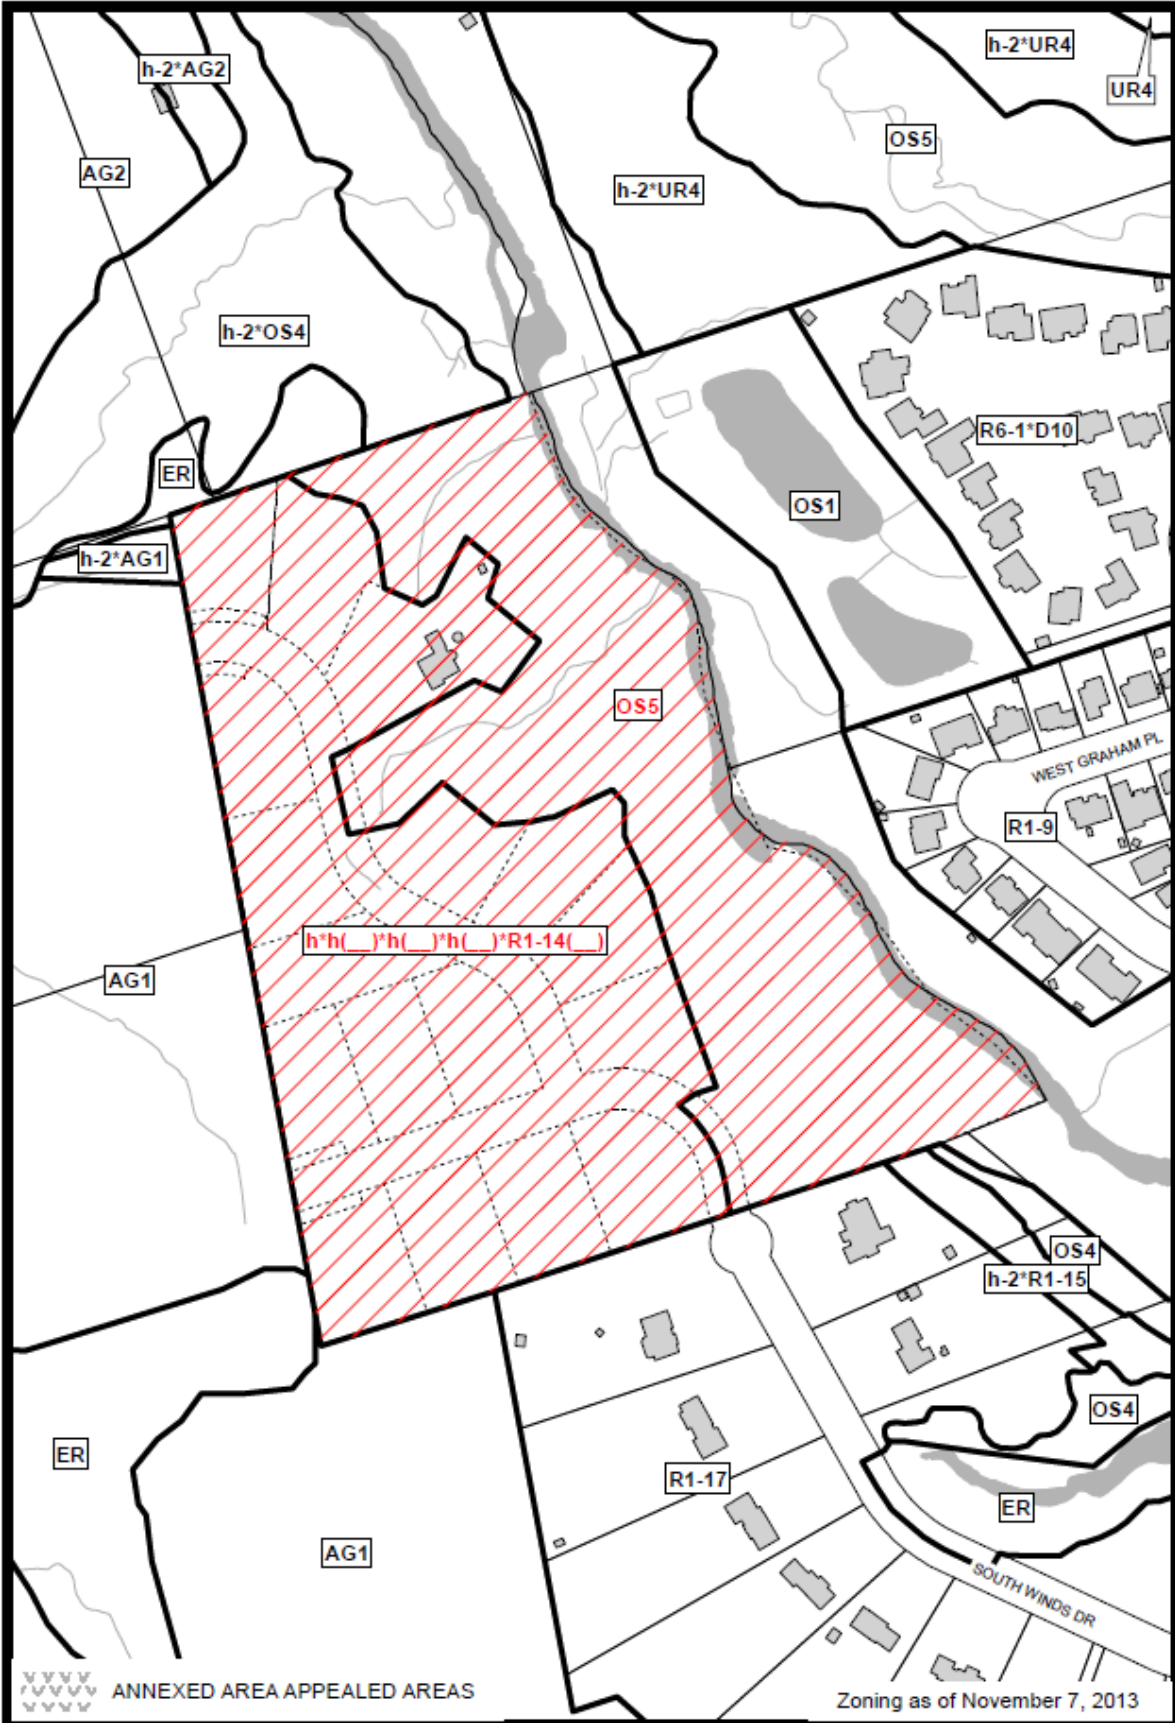 h-2*UR4
h-2*AG2
UR4
OS5
AG2
h-2*UR4
h-2*OS4
R6-1*D10
ER
OS1
h-2*AG1
OS5
WEST GRAHAM PL
R1-9
h*h(__)*h(__)*h(__)*R1-14(__)
AG1
OS4
h-2*R1-15
OS4
ER
R1-17
ER
AG1
SOUTH WINDS DR
ANNEXED AREA APPEALED AREAS
Zoning as of November 7, 2013